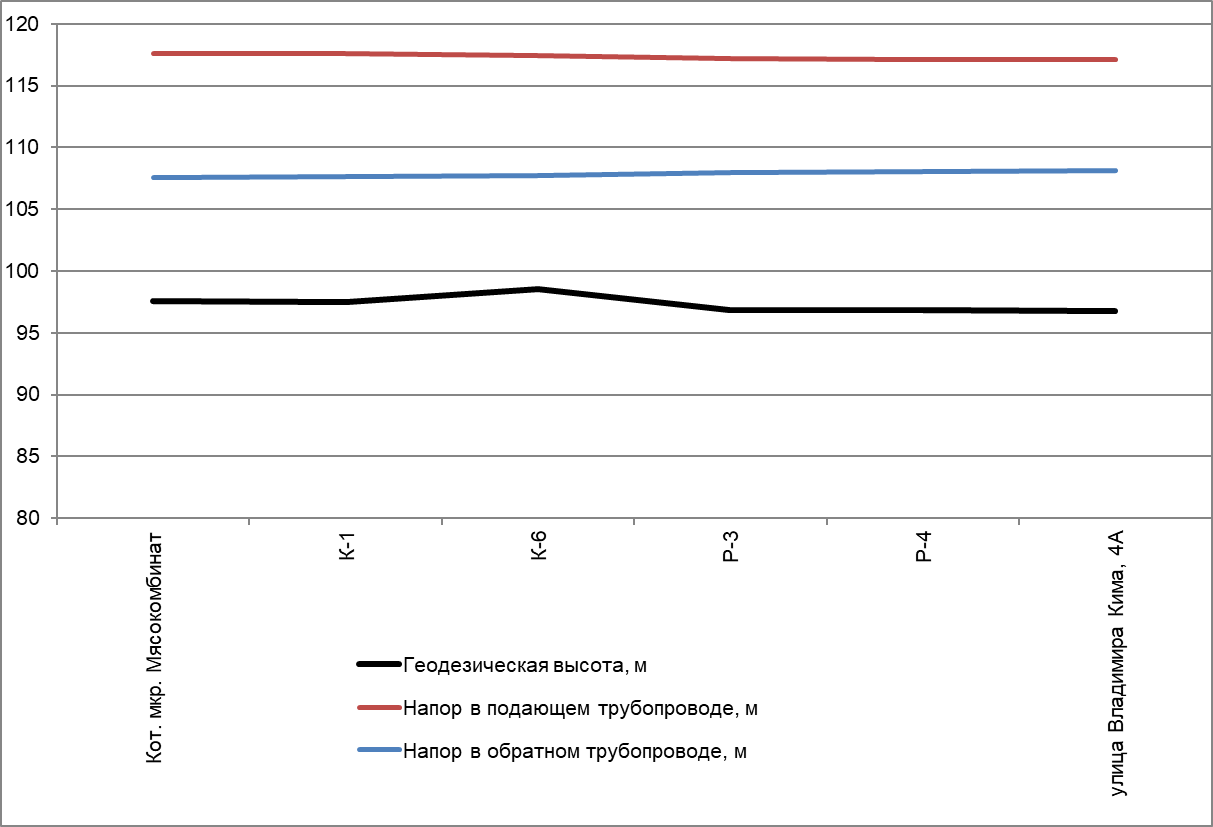 120
115
110
105
100
95
90
85
80
Кот. мкр. Мясокомбинат
К-1
К-6
Р-3
Р-4
улица Владимира Кима, 4А
Геодезическая высота, м
Напор в подающем трубопроводе, м
Напор в обратном трубопроводе, м